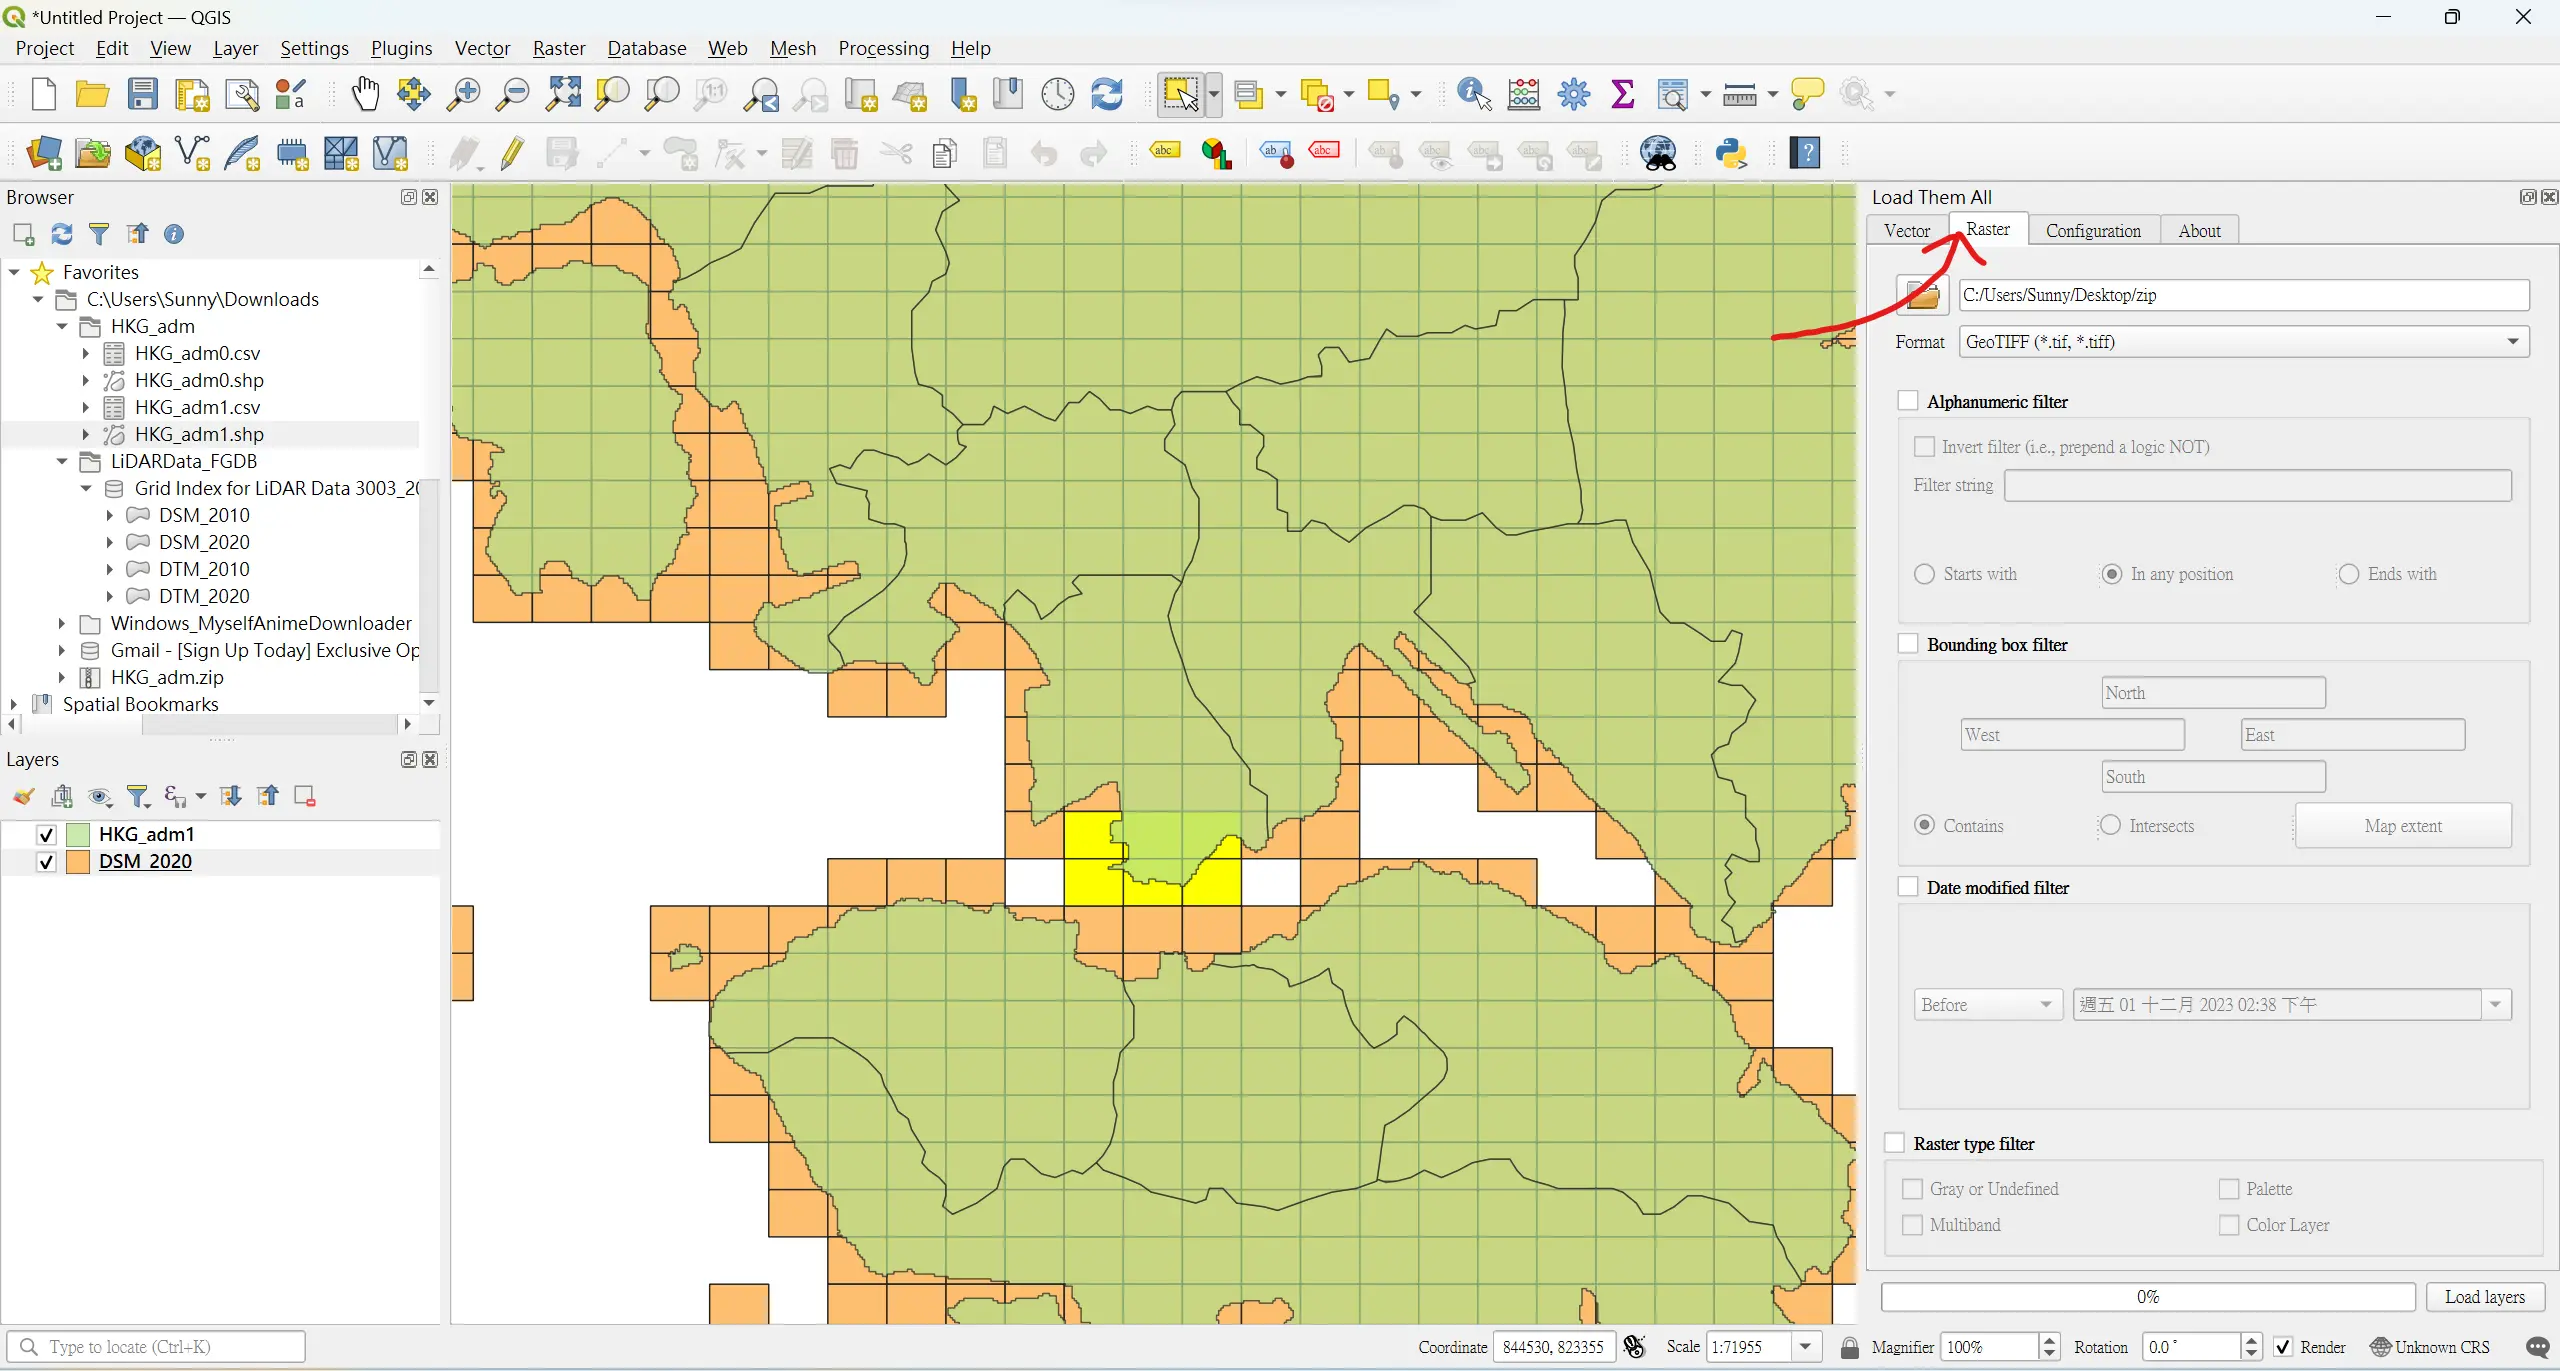 *Untitled Project — QGIS
Project Edit View Layer Settings Plugins Vector Raster Database Web Mesh Processing Help
Browser
Favorites
C:\Users\Sunny\Downloads
HKG_adm
HKG_adm0.csv
HKG_adm0.shp
HKG_adm1.csv
HKG_adm1.shp
LiDARData_FGDB
Grid Index for LiDAR Data 3003_20
DSM_2010
DSM_2020
DTM_2010
DTM_2020
Windows_MyselfAnimeDownloader
Gmail - [Sign Up Today] Exclusive Op
HKG_adm.zip
Spatial Bookmarks
Layers
HKG_adm1
DSM 2020
Load Them All
Vector Raster Configuration About
C:/Users/Sunny/Desktop/zip
Format GeoTIFF (*.tif, *.tiff)
Alphanumeric filter
Invert filter (i.e., prepend a logic NOT)
Filter string
Starts with In any position Ends with
Bounding box filter
North
West East
South
Contains Intersects Map extent
Date modified filter
Before 週五 01 十二月 2023 02:38 下午
Raster type filter
Gray or Undefined Palette
Multiband Color Layer
0% Load layers
Type to locate (Ctrl+K) Coordinate 844530, 823355 Scale 1:71955 Magnifier 100% Rotation 0.0 ° Render Unknown CRS